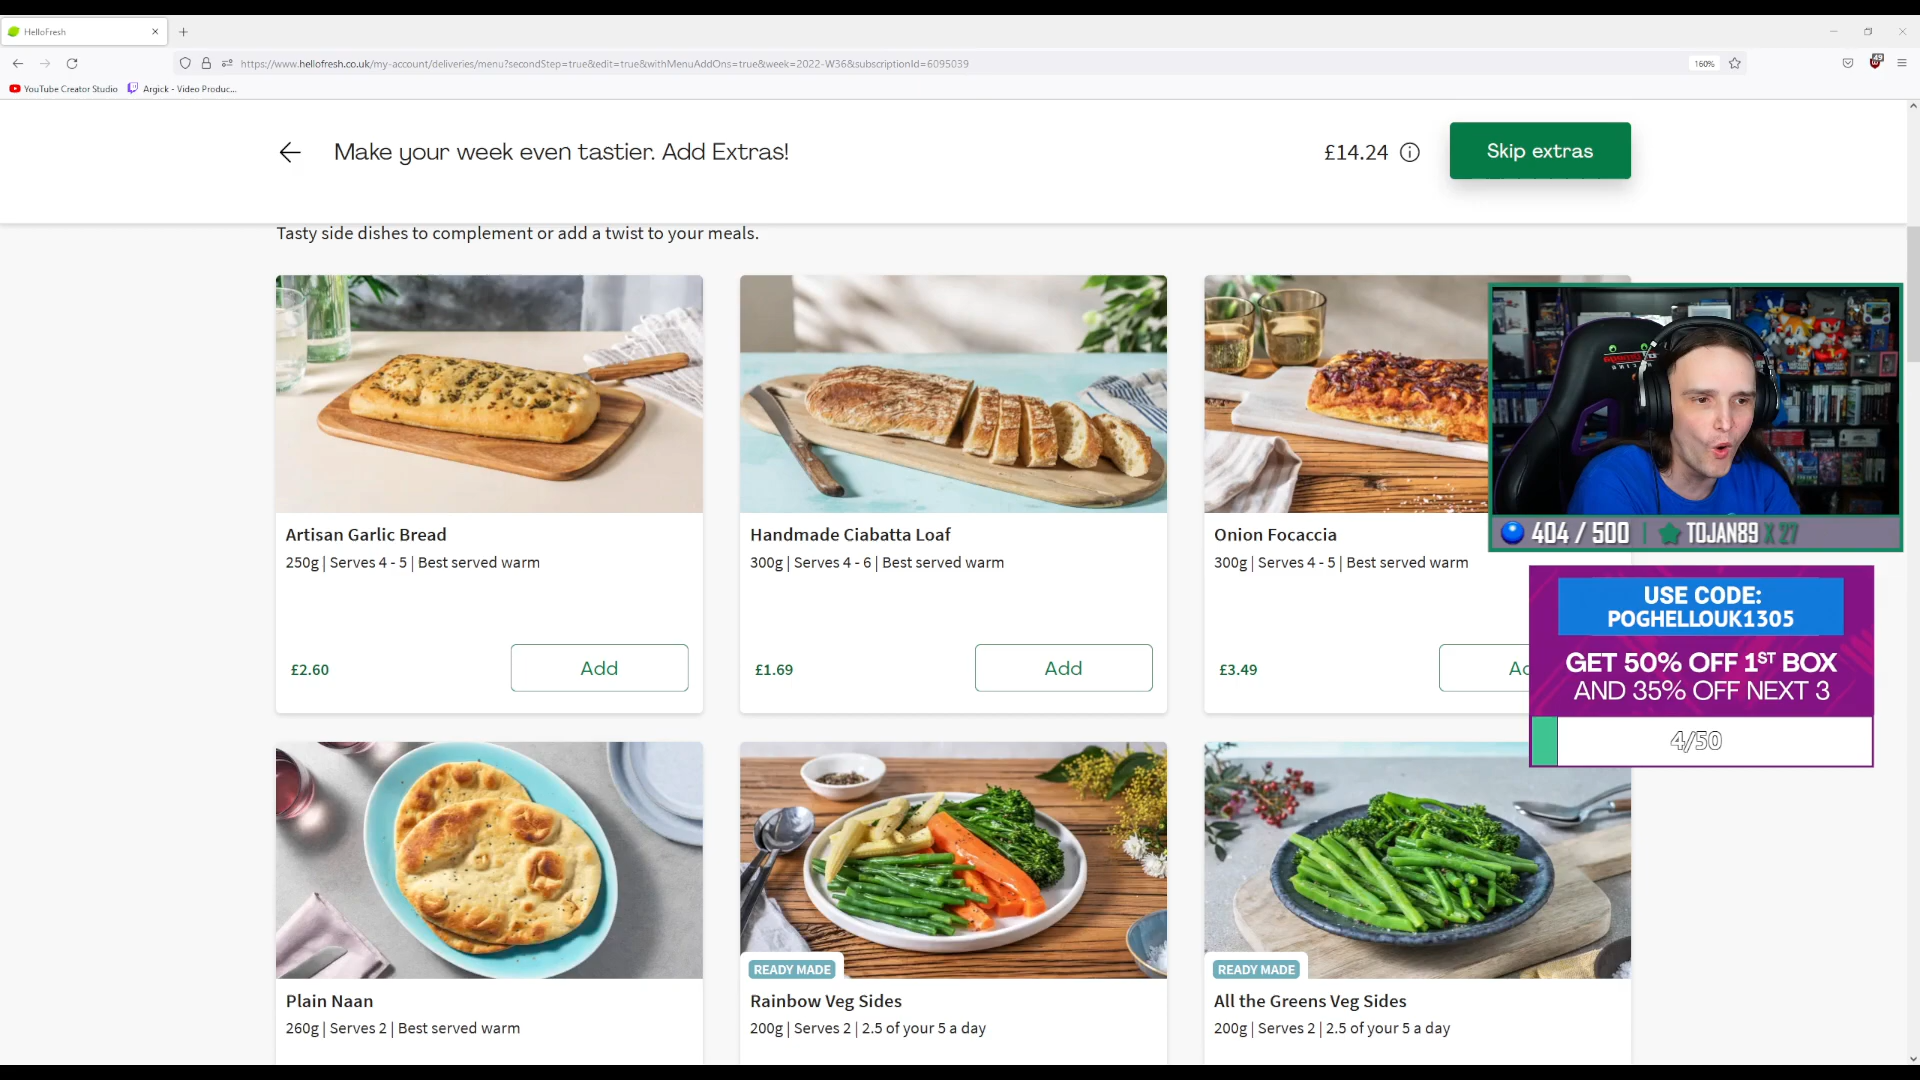 HelloFresh
https://www.hellofresh.co.uk/my-account/deliveries/menu?secondStep=true&edit=true&withMenuAddOns=true&week=2022-W36&subscriptionId=6095039
160%
YouTube Creator Studio
Argick - Video Produc...
Make your week even tastier. Add Extras!
£14.24
Skip extras
Tasty side dishes to complement or add a twist to your meals.
Artisan Garlic Bread
250g | Serves 4 - 5 | Best served warm
£2.60
Add
Handmade Ciabatta Loaf
300g | Serves 4 - 6 | Best served warm
£1.69
Add
Onion Focaccia
300g | Serves 4 - 5 | Best served warm
£3.49
404 / 500 | TOJAN89 X 27
USE CODE:
POGHELLOUK1305
GET 50% OFF 1ST BOX
AND 35% OFF NEXT 3
4/50
Plain Naan
260g | Serves 2 | Best served warm
READY MADE
Rainbow Veg Sides
200g | Serves 2 | 2.5 of your 5 a day
READY MADE
All the Greens Veg Sides
200g | Serves 2 | 2.5 of your 5 a day